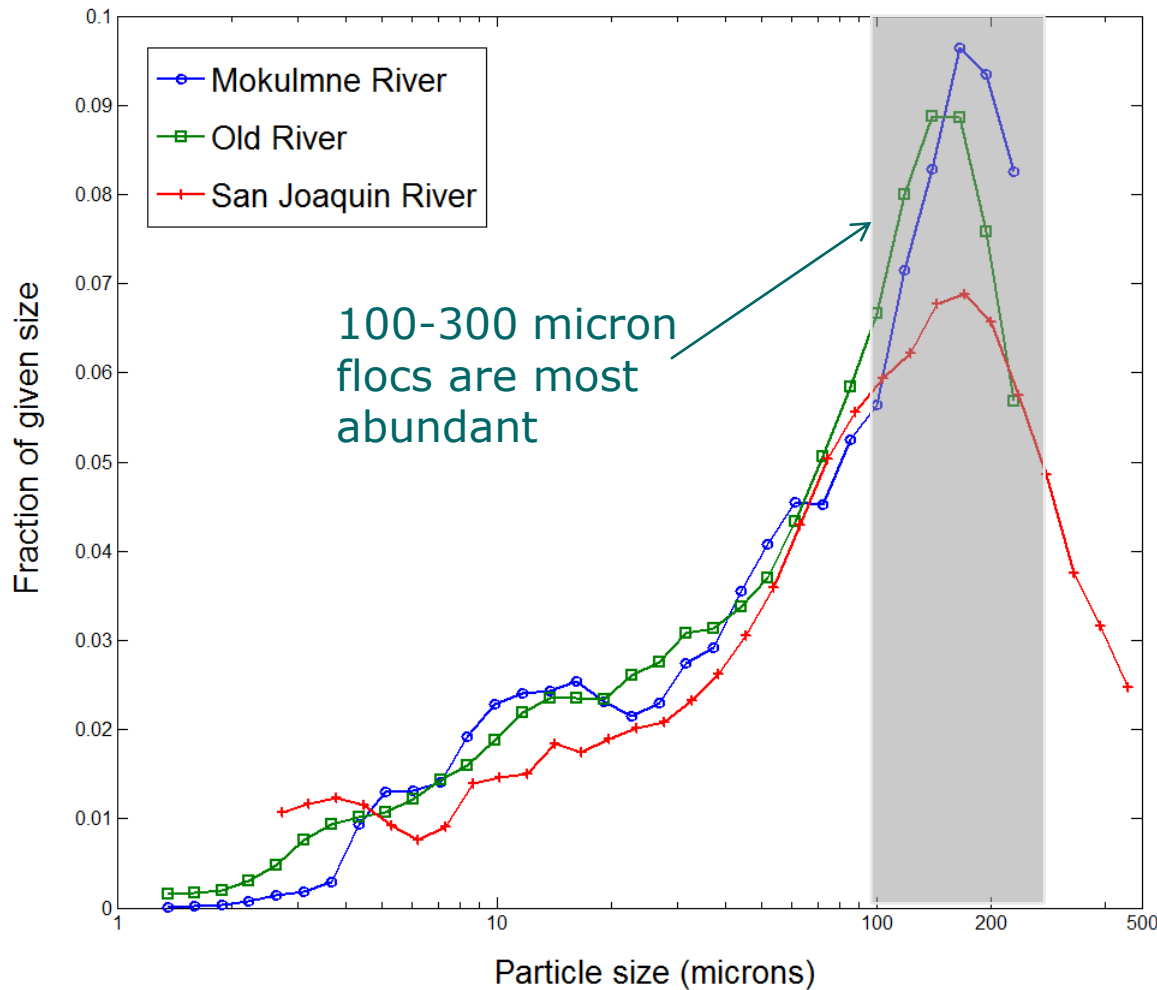 0.1
0.09
0.08
0.07
0.06
0.05
0.04
0.03
0.02
0.01
0
Fraction of given size
Mokulmne River
Old River
San Joaquin River
100-300 micron
flocs are most
abundant
1
10
100
200
500
Particle size (microns)